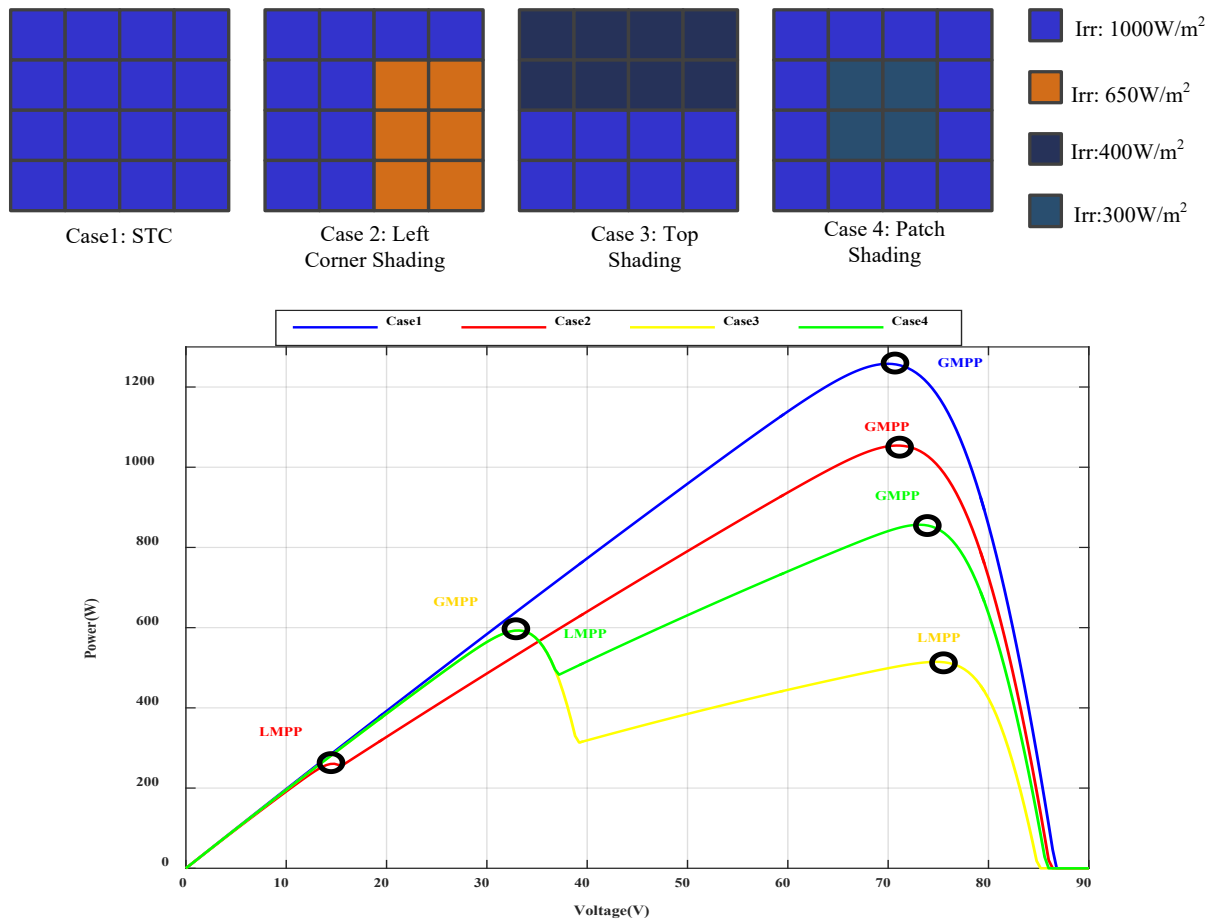 Irr: 1000W/m²
Irr: 650W/m²
Irr:400W/m²
Irr:300W/m²
Case1: STC
Case 2: Left
Corner Shading
Case 3: Top
Shading
Case 4: Patch
Shading
Case1 Case2 Case3 Case4
GMPP
GMPP
GMPP
GMPP
LMPP
LMPP
LMPP
Power(W)
1200
1000
800
600
400
200
0
0 10 20 30 40 50 60 70 80 90
Voltage(V)